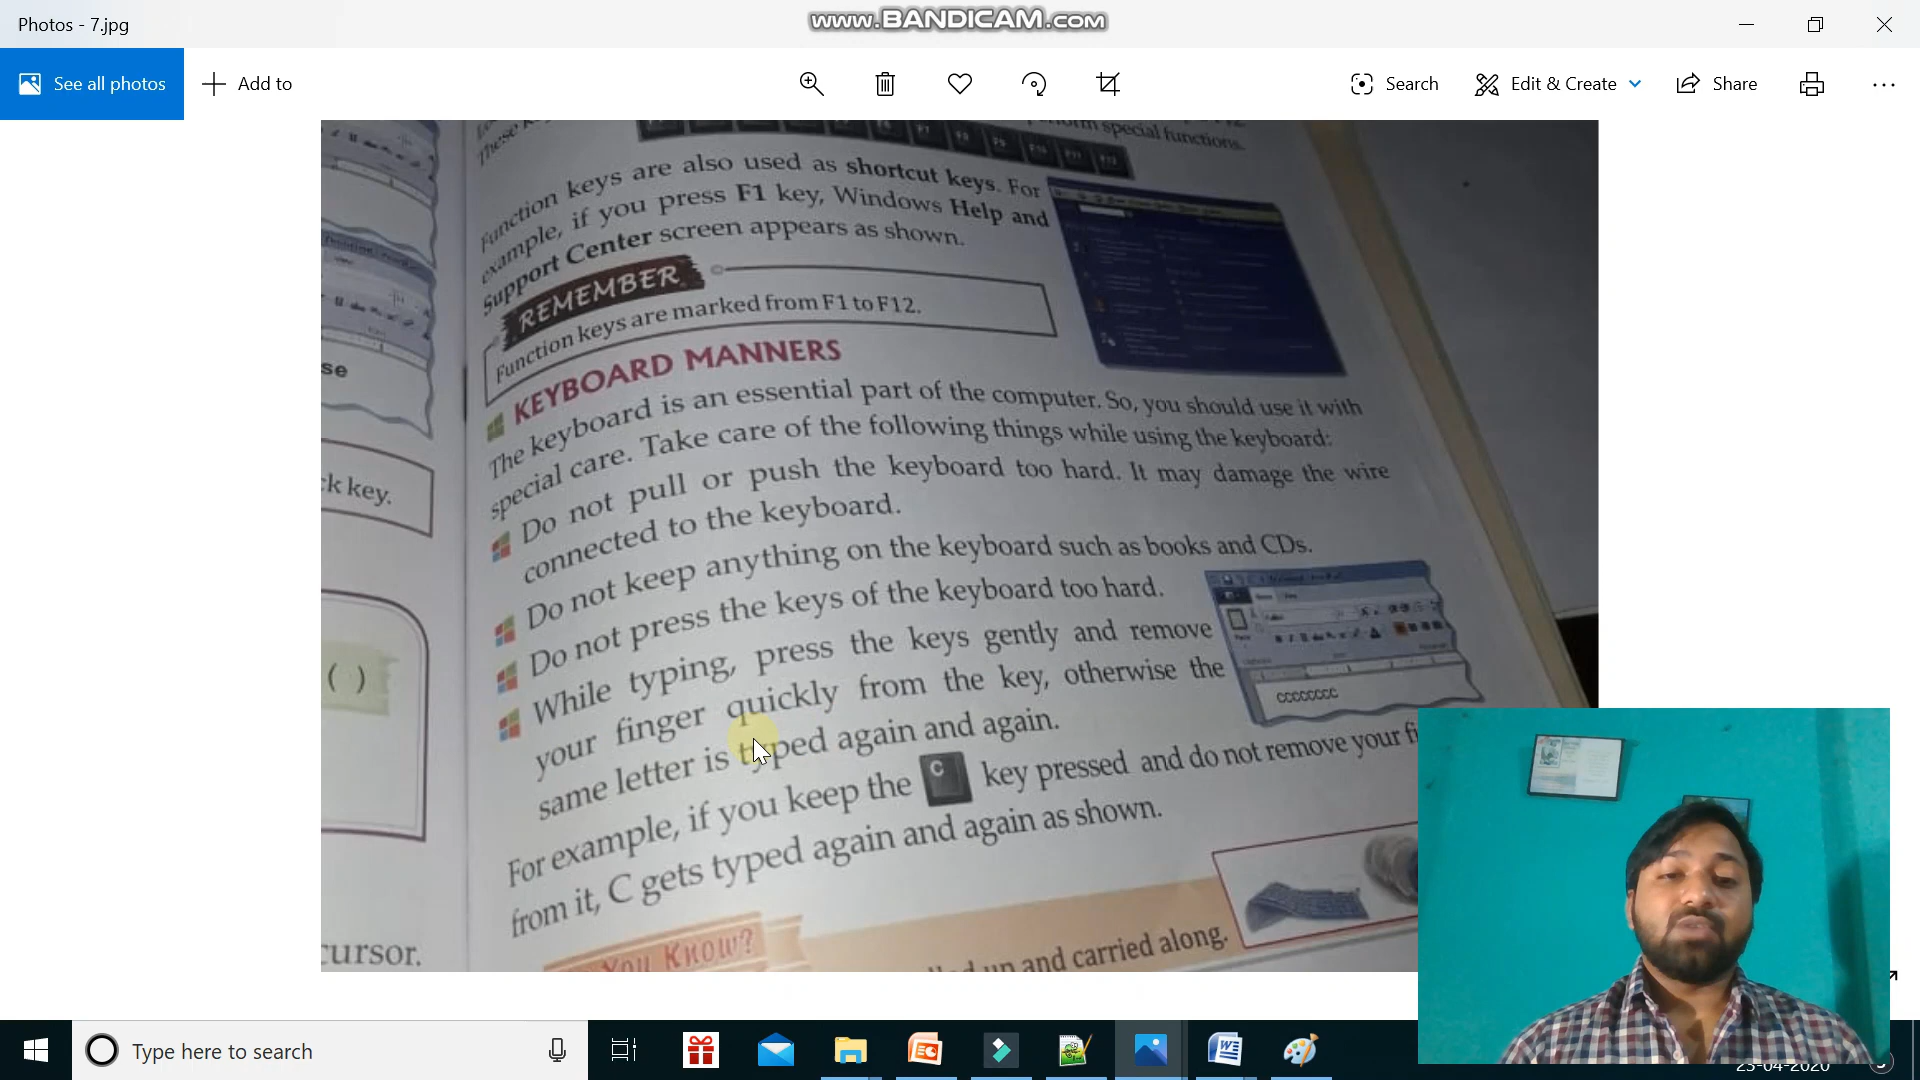 Photos - 7.jpg
www.BANDICAM.com
See all photos
Add to
Search
Edit & Create
Share
These
special functions.
Function keys are also used as shortcut keys. For
example, if you press F1 key, Windows Help and
Support Center screen appears as shown.
REMEMBER
Function keys are marked from F1 to F12.
KEYBOARD MANNERS
The keyboard is an essential part of the computer. So, you should use it with
special care. Take care of the following things while using the keyboard:
Do not pull or push the keyboard too hard. It may damage the wire
connected to the keyboard.
Do not keep anything on the keyboard such as books and CDs.
Do not press the keys of the keyboard too hard.
While typing, press the keys gently and remove
your finger quickly from the key, otherwise the
same letter is typed again and again.
cccccccc
For example, if you keep the C key pressed and do not remove your fi
from it, C gets typed again and again as shown.
You Know?
up and carried along.
se
k key.
( )
cursor.
Type here to search
23-04-2020